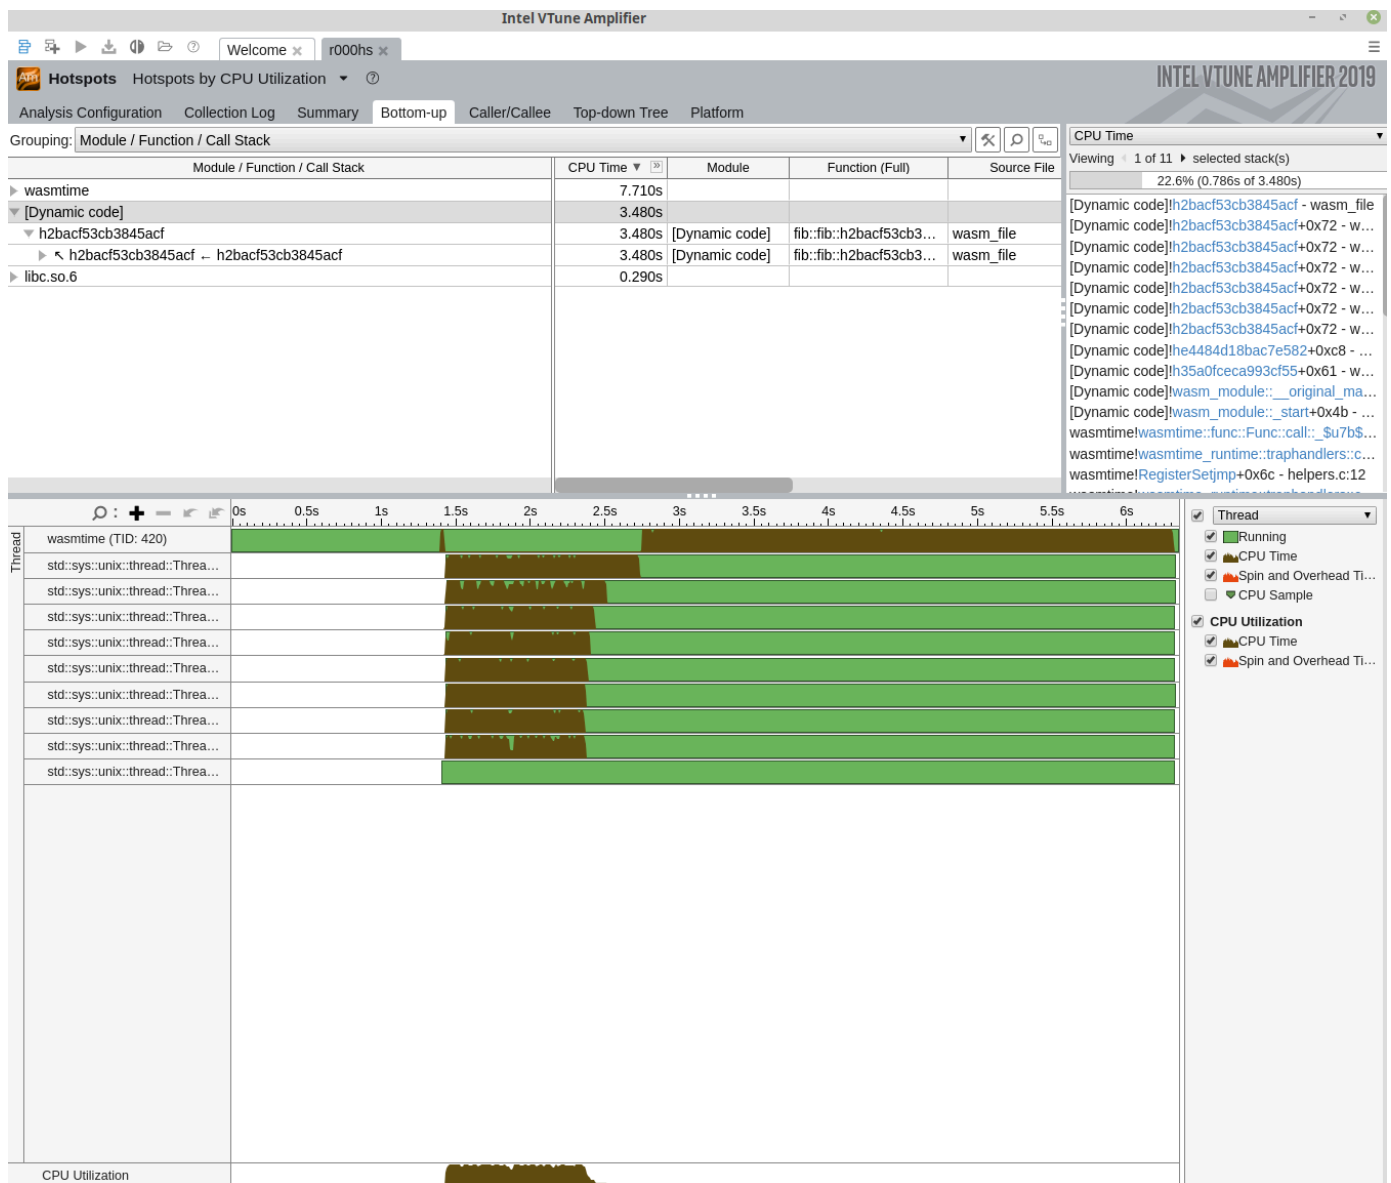 Intel VTune Amplifier
Welcome r000hs
Hotspots Hotspots by CPU Utilization
INTEL VTUNE AMPLIFIER 2019
Analysis Configuration Collection Log Summary Bottom-up Caller/Callee Top-down Tree Platform
Grouping: Module / Function / Call Stack
Module / Function / Call Stack CPU Time Module Function (Full) Source File
wasmtime 7.710s
[Dynamic code] 3.480s
h2bacf53cb3845acf 3.480s [Dynamic code] fib::fib::h2bacf53cb3... wasm_file
↖ h2bacf53cb3845acf ← h2bacf53cb3845acf 3.480s [Dynamic code] fib::fib::h2bacf53cb3... wasm_file
libc.so.6 0.290s
CPU Time
Viewing 1 of 11 selected stack(s)
22.6% (0.786s of 3.480s)
[Dynamic code]!h2bacf53cb3845acf - wasm_file
[Dynamic code]!h2bacf53cb3845acf+0x72 - w...
[Dynamic code]!h2bacf53cb3845acf+0x72 - w...
[Dynamic code]!h2bacf53cb3845acf+0x72 - w...
[Dynamic code]!h2bacf53cb3845acf+0x72 - w...
[Dynamic code]!h2bacf53cb3845acf+0x72 - w...
[Dynamic code]!h2bacf53cb3845acf+0x72 - w...
[Dynamic code]!he4484d18bac7e582+0xc8 - ...
[Dynamic code]!h35a0fceca993cf55+0x61 - w...
[Dynamic code]!wasm_module::__original_ma...
[Dynamic code]!wasm_module::_start+0x4b - ...
wasmtime!wasmtime::func::Func::call::_$u7b$...
wasmtime!wasmtime_runtime::traphandlers::c...
wasmtime!RegisterSetjmp+0x6c - helpers.c:12
0s 0.5s 1s 1.5s 2s 2.5s 3s 3.5s 4s 4.5s 5s 5.5s 6s
Thread
wasmtime (TID: 420)
std::sys::unix::thread::Threa...
std::sys::unix::thread::Threa...
std::sys::unix::thread::Threa...
std::sys::unix::thread::Threa...
std::sys::unix::thread::Threa...
std::sys::unix::thread::Threa...
std::sys::unix::thread::Threa...
std::sys::unix::thread::Threa...
std::sys::unix::thread::Threa...
CPU Utilization
Thread
Running
CPU Time
Spin and Overhead Ti...
CPU Sample
CPU Utilization
CPU Time
Spin and Overhead Ti...